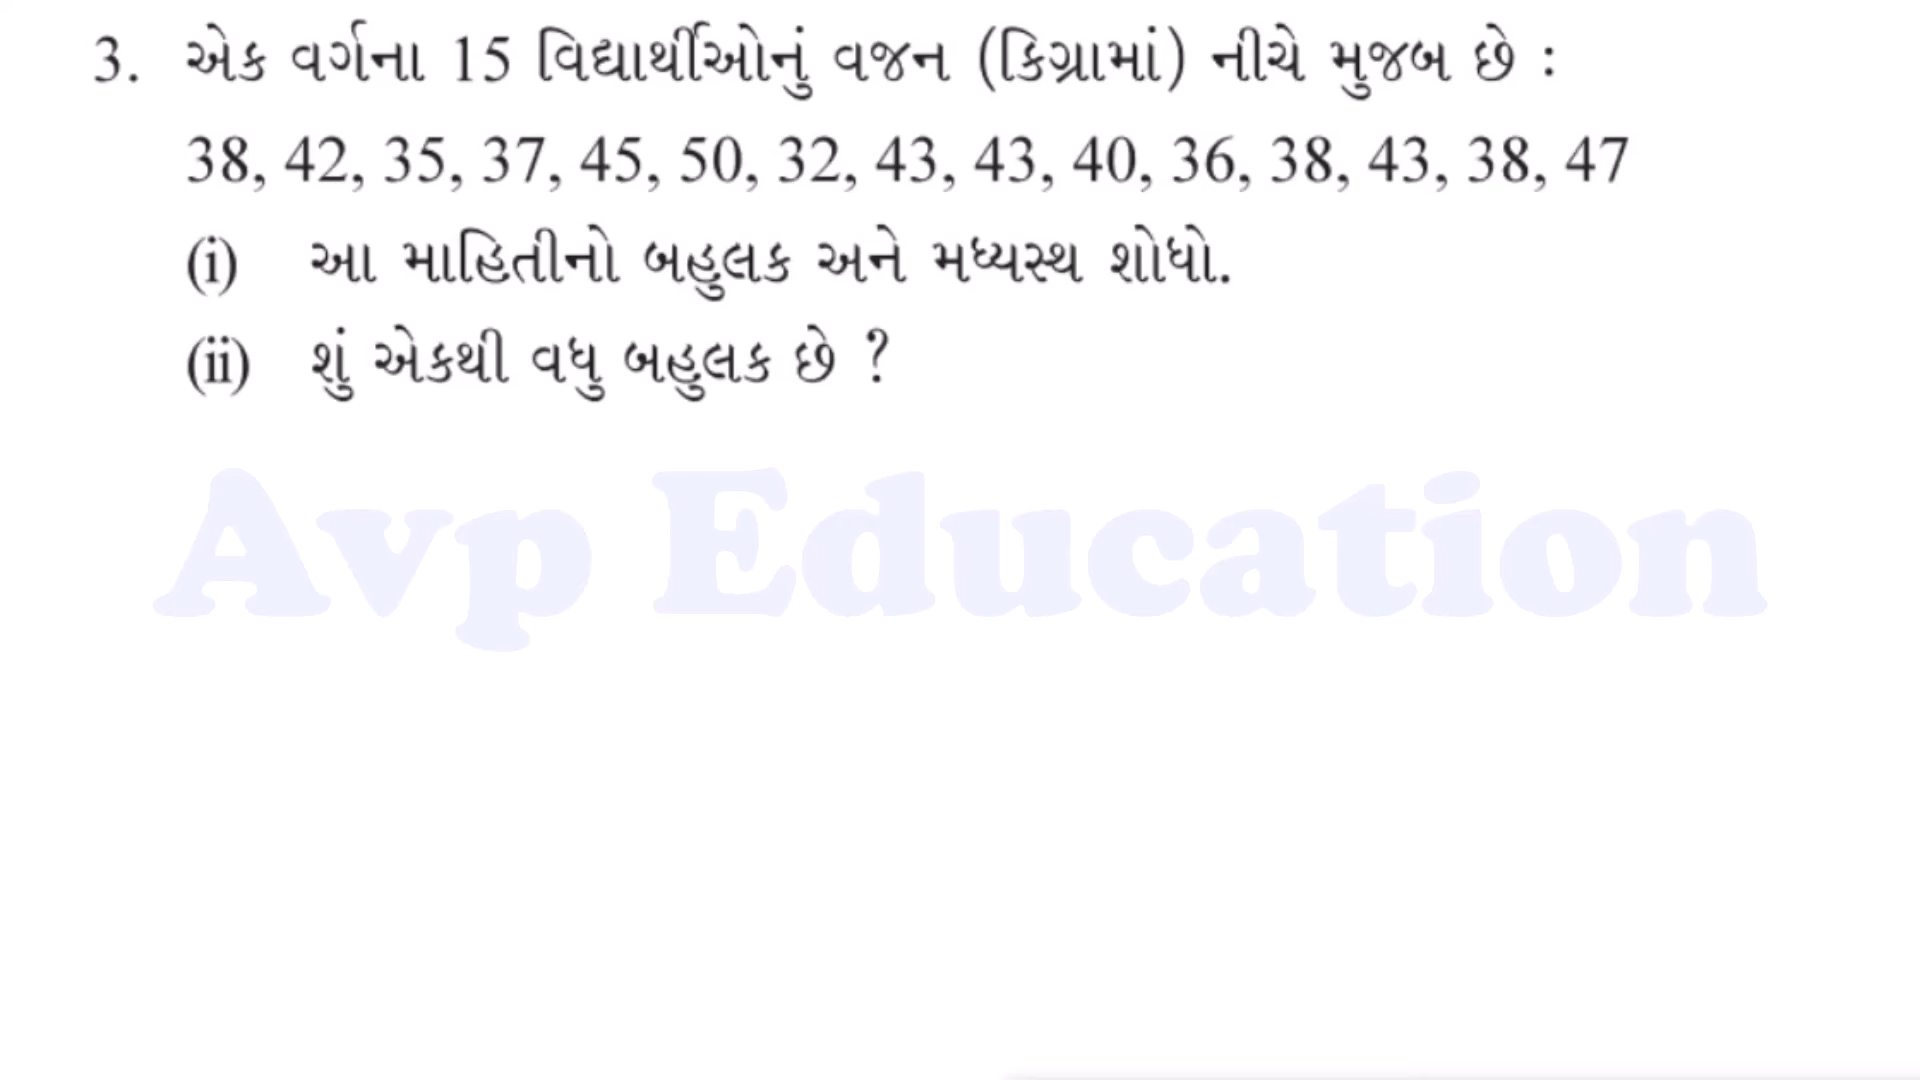 3. એક વર્ગના 15 વિદ્યાર્થીઓનું વજન (કિગ્રામાં) નીચે મુજબ છે :
38, 42, 35, 37, 45, 50, 32, 43, 43, 40, 36, 38, 43, 38, 47
(i) આ માહિતીનો બહુલક અને મધ્યસ્થ શોધો.
(ii) શું એકથી વધુ બહુલક છે ?
Avp Education